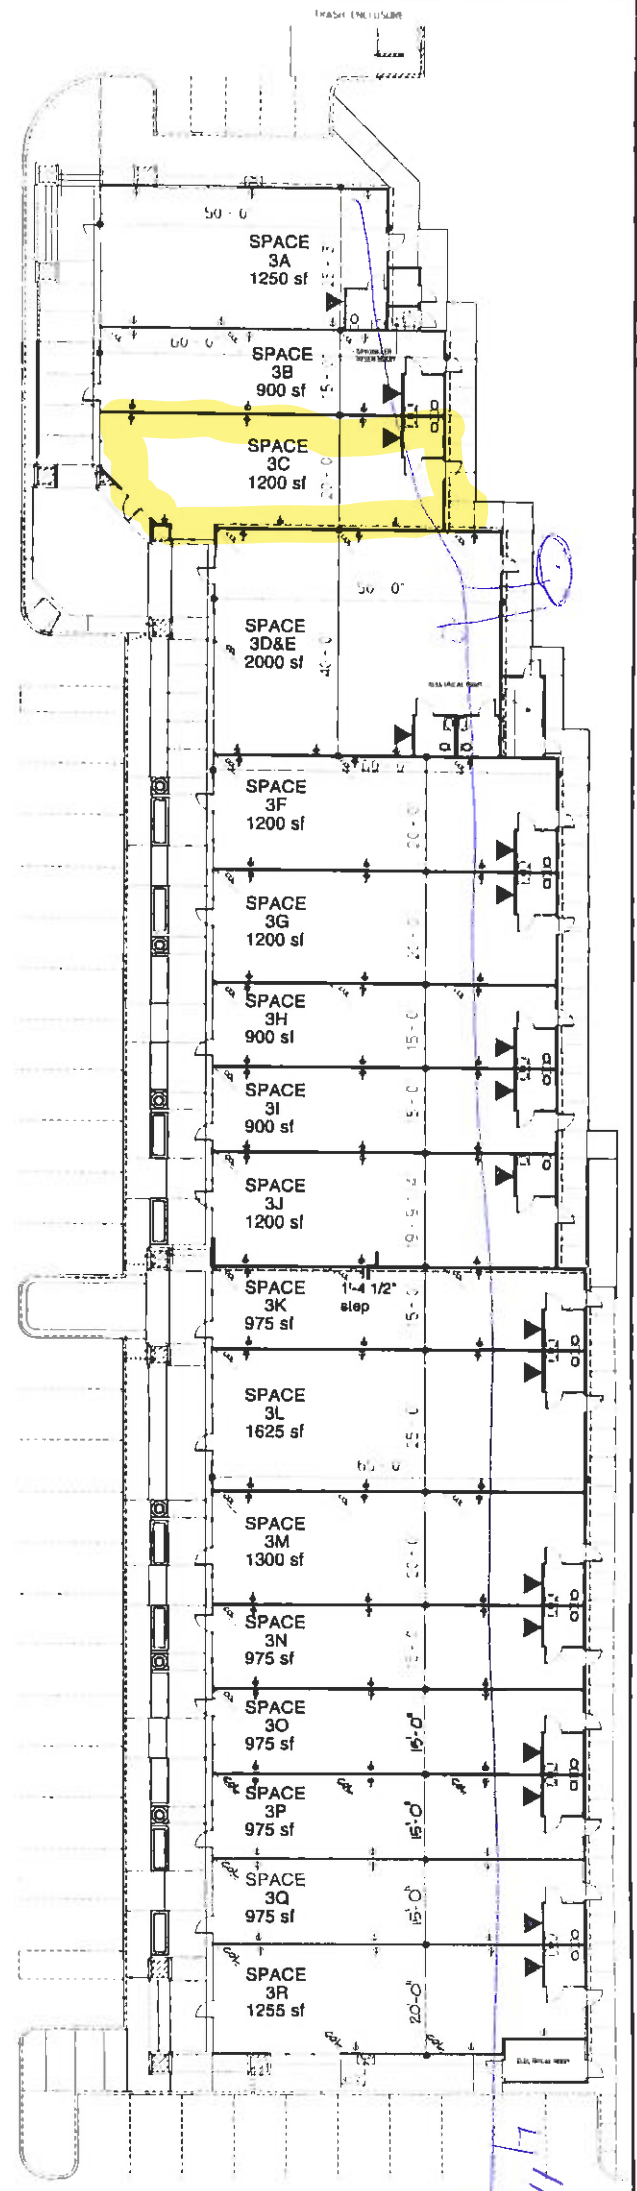 TRASH ENCLOSURE
50'-0"
SPACE
3A
1250 sf
25'-3
60'-0
SPACE
3B
900 sf
15'-0
SPRINKLER
RISER ROOM
SPACE
3C
1200 sf
20'-0
50'-0"
SPACE
3D&E
2000 sf
40'-0
ELECTRICAL ROOM
SPACE
3F
1200 sf
20'-0
SPACE
3G
1200 sf
20'-0
SPACE
3H
900 sf
15'-0
SPACE
3I
900 sf
15'-0
SPACE
3J
1200 sf
SPACE
3K
975 sf
1'-4 1/2"
step
15'-0
SPACE
3L
1625 sf
25'-0
65'-0
SPACE
3M
1300 sf
20'-0
SPACE
3N
975 sf
SPACE
3O
975 sf
15'-0"
SPACE
3P
975 sf
15'-0"
SPACE
3Q
975 sf
15'-0"
SPACE
3R
1255 sf
20'-0"
ELECTRICAL ROOM